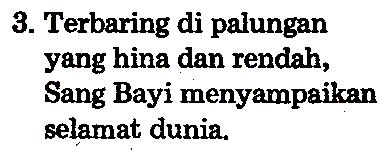 3. Terbaring di palungan
yang hina dan rendah,
Sang Bayi menyampaikan
selamat dunia.